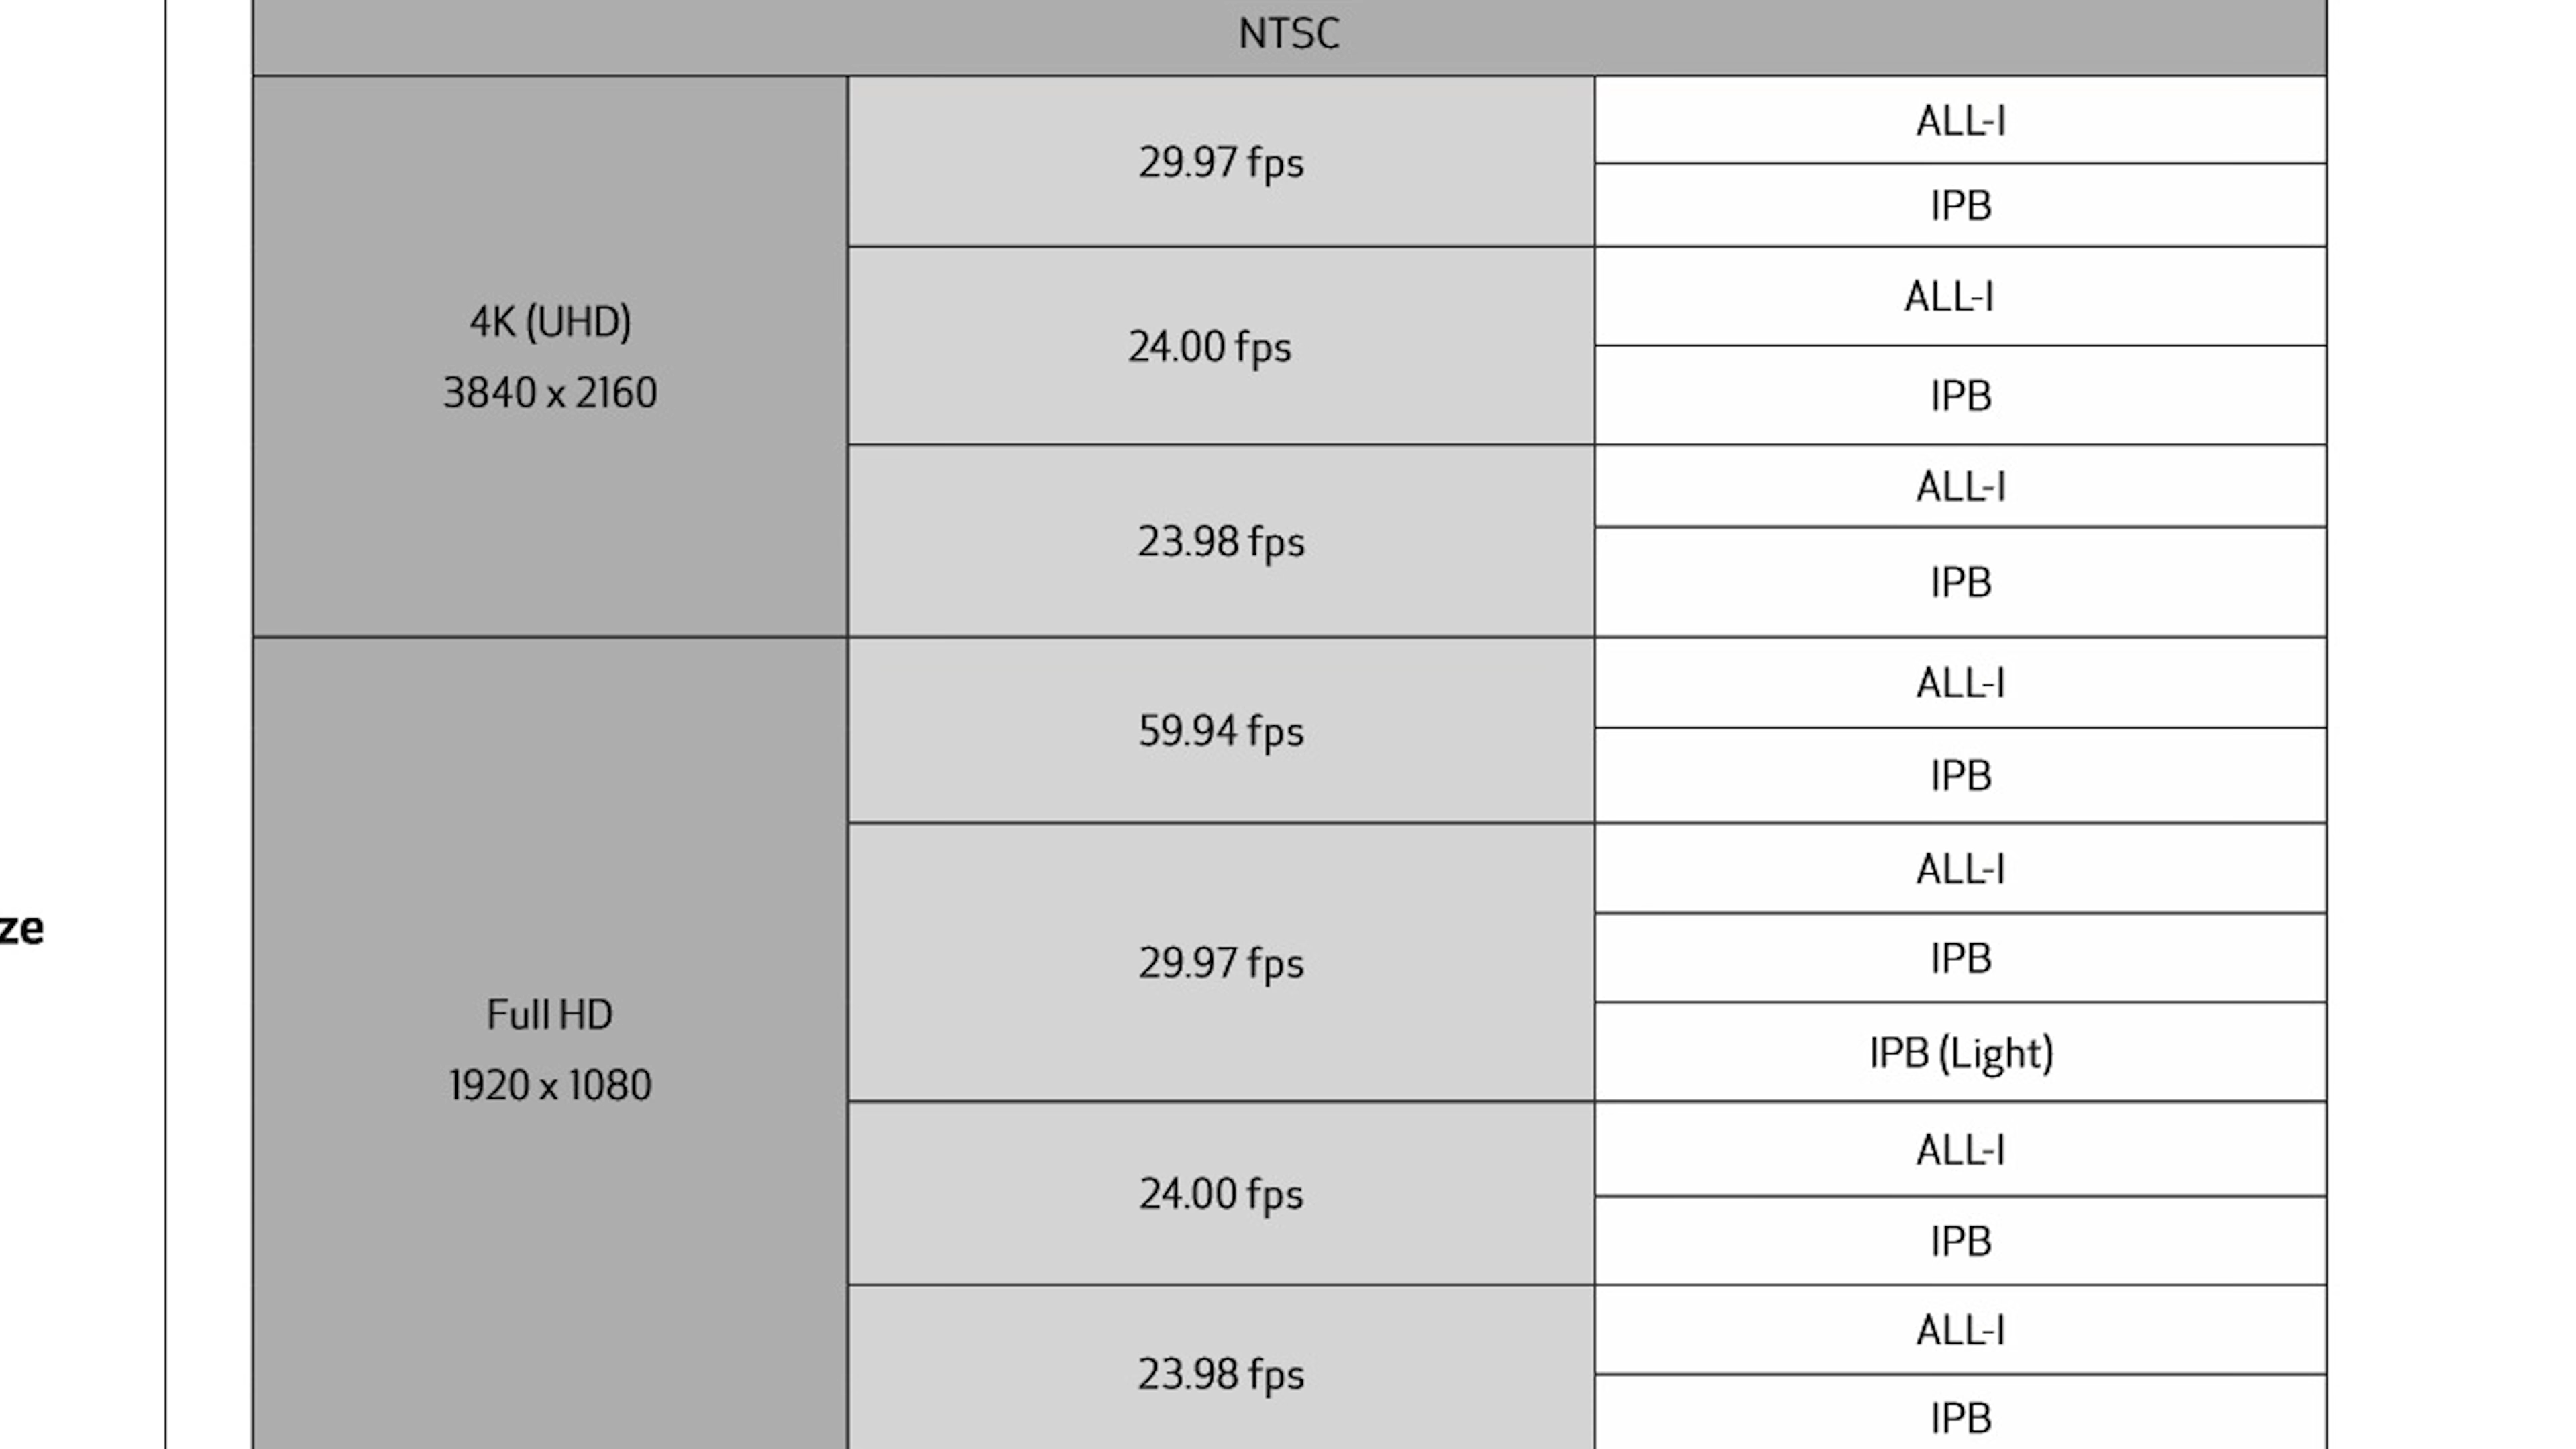 NTSC
4K (UHD)
3840 x 2160
29.97 fps
ALL-I
IPB
24.00 fps
ALL-I
IPB
23.98 fps
ALL-I
IPB
ze
Full HD
1920 x 1080
59.94 fps
ALL-I
IPB
29.97 fps
ALL-I
IPB
IPB (Light)
24.00 fps
ALL-I
IPB
23.98 fps
ALL-I
IPB